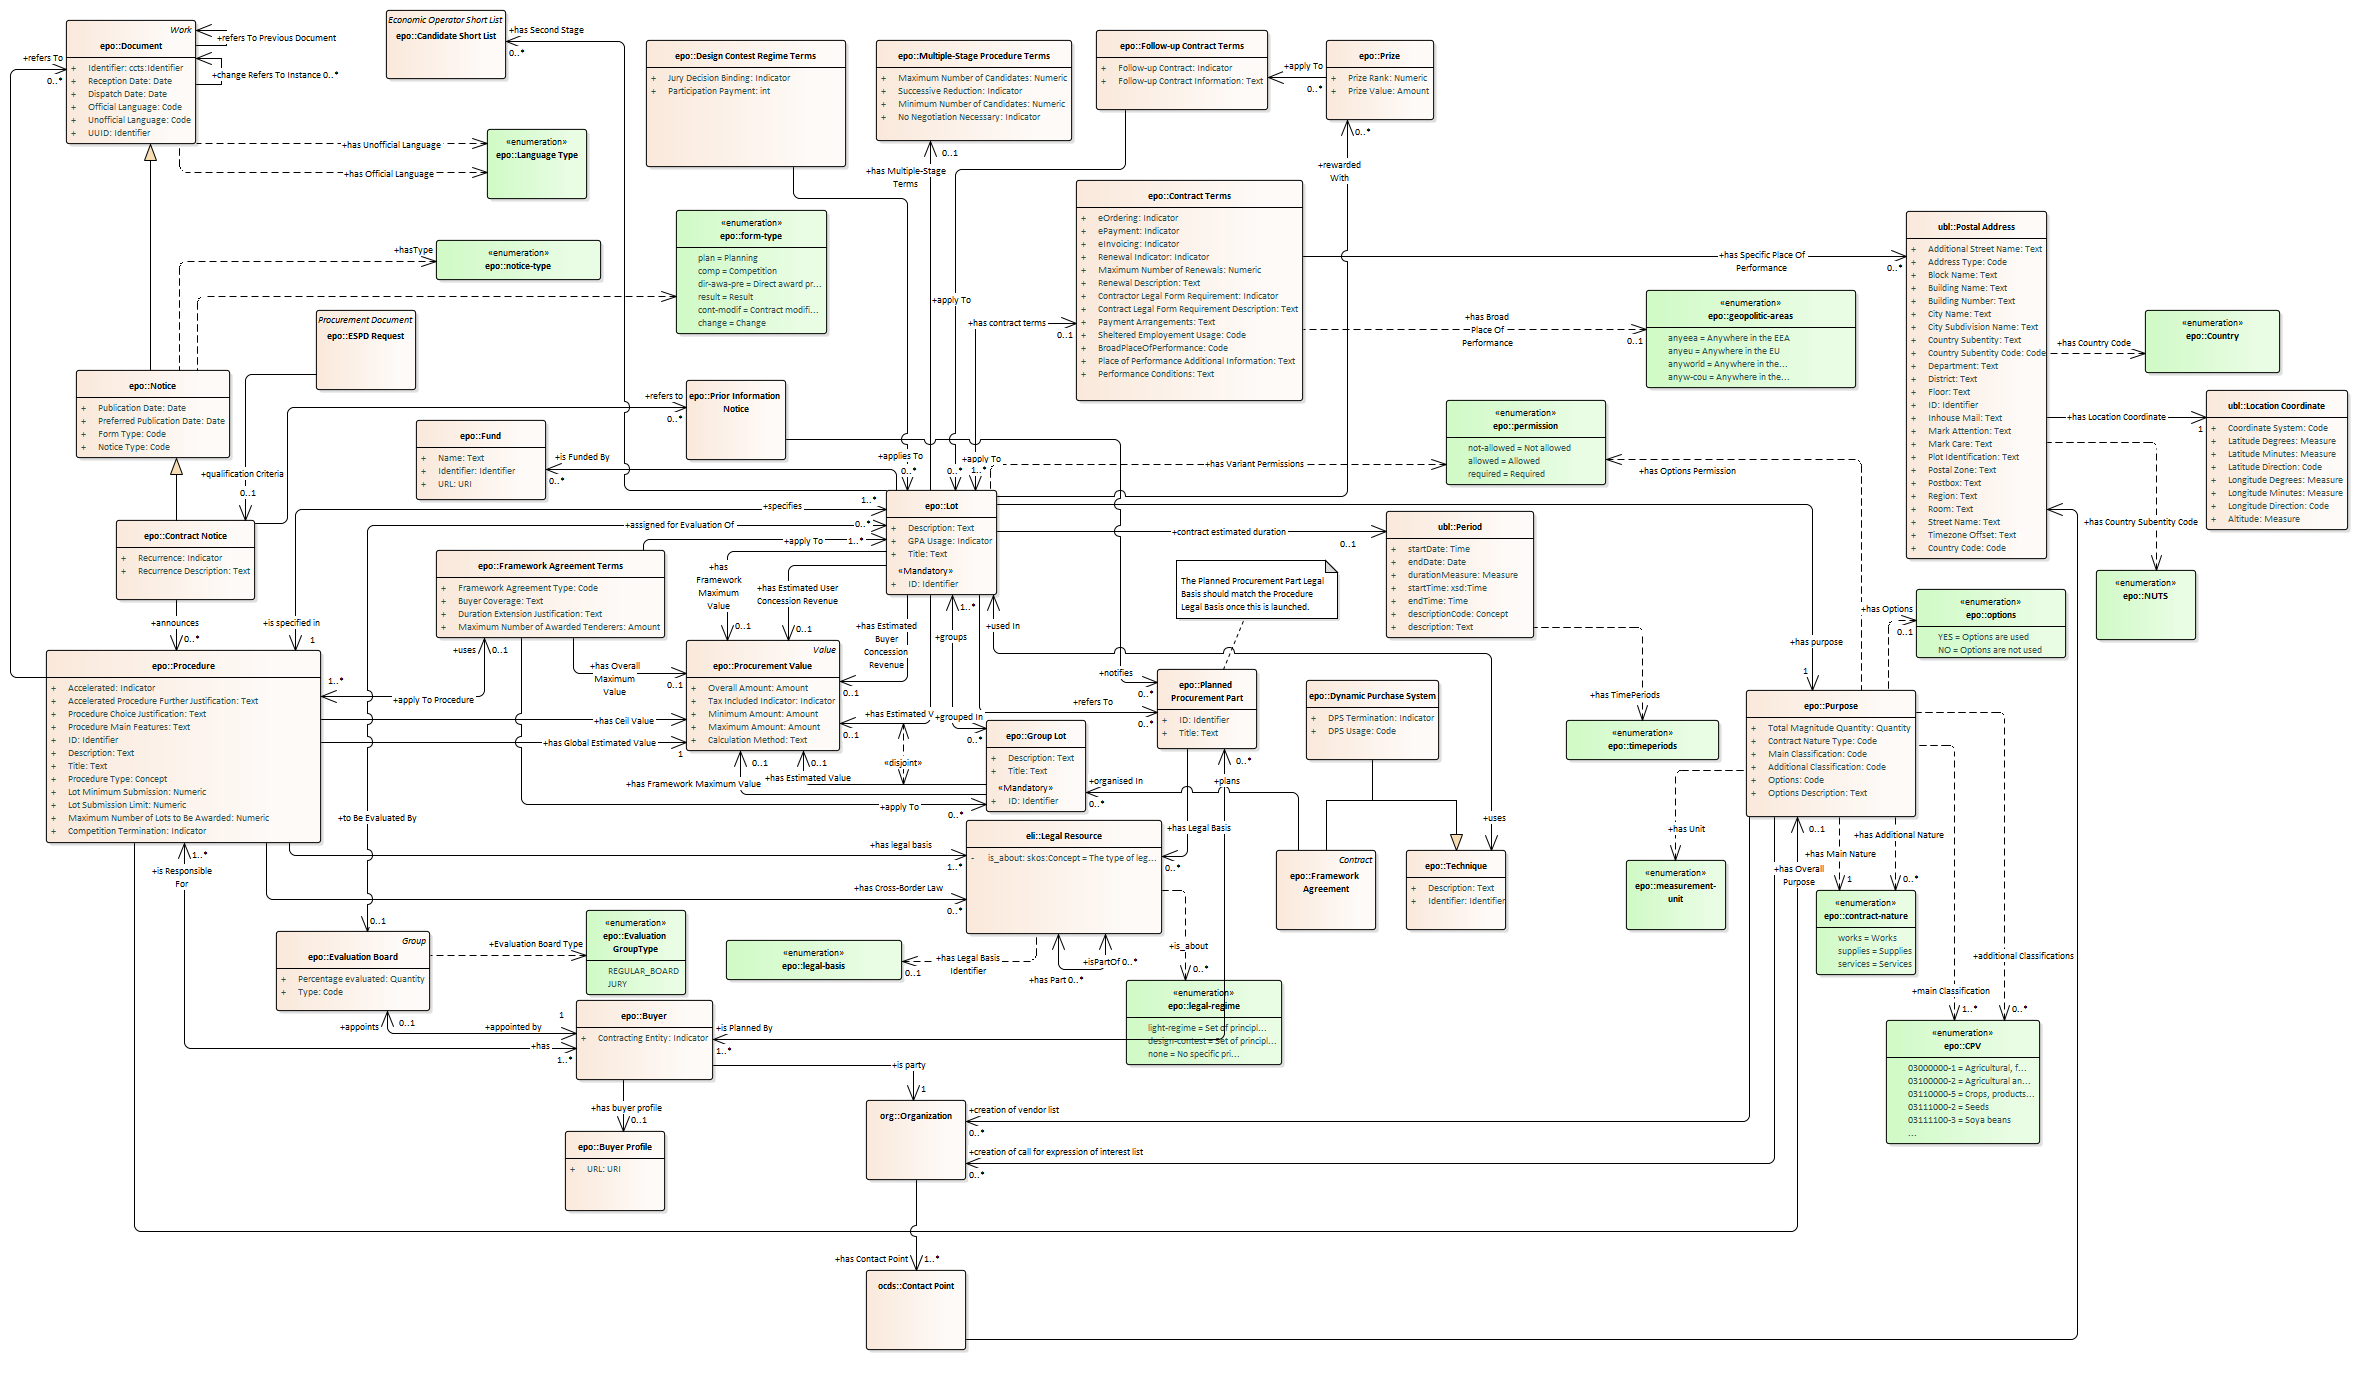 Work
epo::Document
+ Identifier: ccts:Identifier
+ Reception Date: Date
+ Dispatch Date: Date
+ Official Language: Code
+ Unofficial Language: Code
+ UUID: Identifier
+refers To Previous Document
+change Refers To Instance 0..*
+refers To
0..*
Economic Operator Short List
epo::Candidate Short List
+has Second Stage
0..*
epo::Design Contest Regime Terms
+ Jury Decision Binding: Indicator
+ Participation Payment: int
epo::Multiple-Stage Procedure Terms
+ Maximum Number of Candidates: Numeric
+ Successive Reduction: Indicator
+ Minimum Number of Candidates: Numeric
+ No Negotiation Necessary: Indicator
0..1
+has Multiple-Stage
Terms
epo::Follow-up Contract Terms
+ Follow-up Contract: Indicator
+ Follow-up Contract Information: Text
+apply To
0..*
epo::Prize
+ Prize Rank: Numeric
+ Prize Value: Amount
0..*
+rewarded
With
+has Unofficial Language
+has Official Language
«enumeration»
epo::Language Type
+hasType
«enumeration»
epo::notice-type
«enumeration»
epo::form-type
plan = Planning
comp = Competition
dir-awa-pre = Direct award pr...
result = Result
cont-modif = Contract modifi...
change = Change
epo::Contract Terms
+ eOrdering: Indicator
+ ePayment: Indicator
+ eInvoicing: Indicator
+ Renewal Indicator: Indicator
+ Maximum Number of Renewals: Numeric
+ Renewal Description: Text
+ Contractor Legal Form Requirement: Indicator
+ Contract Legal Form Requirement Description: Text
+ Payment Arrangements: Text
+ Sheltered Employement Usage: Code
+ BroadPlaceOfPerformance: Code
+ Place of Performance Additional Information: Text
+ Performance Conditions: Text
+apply To
+has contract terms
0..1
+has Specific Place Of
Performance
0..*
+has Broad
Place Of
Performance
0..1
«enumeration»
epo::geopolitic-areas
anyeea = Anywhere in the EEA
anyeu = Anywhere in the EU
anyworld = Anywhere in the...
anyw-cou = Anywhere in the...
ubl::Postal Address
+ Additional Street Name: Text
+ Address Type: Code
+ Block Name: Text
+ Building Name: Text
+ Building Number: Text
+ City Name: Text
+ City Subdivision Name: Text
+ Country Subentity: Text
+ Country Subentity Code: Code
+ Department: Text
+ District: Text
+ Floor: Text
+ ID: Identifier
+ Inhouse Mail: Text
+ Mark Attention: Text
+ Mark Care: Text
+ Plot Identification: Text
+ Postal Zone: Text
+ Postbox: Text
+ Region: Text
+ Room: Text
+ Street Name: Text
+ Timezone Offset: Text
+ Country Code: Code
+has Country Code
«enumeration»
epo::Country
+has Location Coordinate
1
ubl::Location Coordinate
+ Coordinate System: Code
+ Latitude Degrees: Measure
+ Latitude Minutes: Measure
+ Latitude Direction: Code
+ Longitude Degrees: Measure
+ Longitude Minutes: Measure
+ Longitude Direction: Code
+ Altitude: Measure
+has Country Subentity Code
«enumeration»
epo::NUTS
Procurement Document
epo::ESPD Request
epo::Notice
+ Publication Date: Date
+ Preferred Publication Date: Date
+ Form Type: Code
+ Notice Type: Code
+qualification Criteria
0..1
epo::Contract Notice
+ Recurrence: Indicator
+ Recurrence Description: Text
+announces
0..*
+is specified in
1
+refers to
0..*
epo::Prior Information
Notice
epo::Fund
+ Name: Text
+ Identifier: Identifier
+ URL: URI
+is Funded By
0..*
+applies To
0..*
0..*
+apply To
1..*
«enumeration»
epo::permission
not-allowed = Not allowed
allowed = Allowed
required = Required
+has Variant Permissions
+has Options Permission
epo::Lot
+ Description: Text
+ GPA Usage: Indicator
+ Title: Text
«Mandatory»
+ ID: Identifier
+specifies
1..*
+assigned for Evaluation Of
0..*
+apply To
1..*
+contract estimated duration
0..1
ubl::Period
+ startDate: Time
+ endDate: Date
+ durationMeasure: Measure
+ startTime: xsd:Time
+ endTime: Time
+ descriptionCode: Concept
+ description: Text
+has TimePeriods
«enumeration»
epo::timeperiods
The Planned Procurement Part Legal
Basis should match the Procedure
Legal Basis once this is launched.
epo::Framework Agreement Terms
+ Framework Agreement Type: Code
+ Buyer Coverage: Text
+ Duration Extension Justification: Text
+ Maximum Number of Awarded Tenderers: Amount
+uses
0..1
+has Overall
Maximum
Value
0..1
+has
Framework
Maximum
Value
0..1
+has Estimated User
Concession Revenue
0..1
+has Estimated
Buyer
Concession
Revenue
0..1
1..*
+groups
+used In
Value
epo::Procurement Value
+ Overall Amount: Amount
+ Tax Included Indicator: Indicator
+ Minimum Amount: Amount
+ Maximum Amount: Amount
+ Calculation Method: Text
+has Estimated V
0..1
+grouped In
0..*
«disjoint»
0..1
+has Framework Maximum Value
0..1
+has Estimated Value
+apply To
0..*
epo::Procedure
+ Accelerated: Indicator
+ Accelerated Procedure Further Justification: Text
+ Procedure Choice Justification: Text
+ Procedure Main Features: Text
+ ID: Identifier
+ Description: Text
+ Title: Text
+ Procedure Type: Concept
+ Lot Minimum Submission: Numeric
+ Lot Submission Limit: Numeric
+ Maximum Number of Lots to Be Awarded: Numeric
+ Competition Termination: Indicator
1..*
+apply To Procedure
+has Ceil Value
+has Global Estimated Value
1
+to Be Evaluated By
0..1
epo::Group Lot
+ Description: Text
+ Title: Text
«Mandatory»
+ ID: Identifier
+organised In
0..*
+notifies
0..*
+refers To
0..*
epo::Planned
Procurement Part
+ ID: Identifier
+ Title: Text
0..*
+plans
+has Legal Basis
0..*
epo::Dynamic Purchase System
+ DPS Termination: Indicator
+ DPS Usage: Code
+uses
Contract
epo::Framework
Agreement
epo::Technique
+ Description: Text
+ Identifier: Identifier
+has purpose
1
+has Options
0..1
«enumeration»
epo::options
YES = Options are used
NO = Options are not used
epo::Purpose
+ Total Magnitude Quantity: Quantity
+ Contract Nature Type: Code
+ Main Classification: Code
+ Additional Classification: Code
+ Options: Code
+ Options Description: Text
+has Unit
«enumeration»
epo::measurement-
unit
0..1
+has Overall
Purpose
+has Main Nature
1
+has Additional Nature
0..*
«enumeration»
epo::contract-nature
works = Works
supplies = Supplies
services = Services
+main Classification
1..*
+additional Classifications
0..*
«enumeration»
epo::CPV
03000000-1 = Agricultural, f...
03100000-2 = Agricultural an...
03110000-5 = Crops, products...
03111000-2 = Seeds
03111100-3 = Soya beans
...
1..*
+is Responsible
For
+has legal basis
1..*
+has Cross-Border Law
0..*
eli::Legal Resource
- is_about: skos:Concept = The type of leg...
+has Legal Basis
Identifier
0..1
«enumeration»
epo::legal-basis
+has Part 0..*
+isPartOf 0..*
+is_about
0..*
«enumeration»
epo::legal-regime
light-regime = Set of principl...
design-contest = Set of principl...
none = No specific pri...
Group
epo::Evaluation Board
+ Percentage evaluated: Quantity
+ Type: Code
+Evaluation Board Type
«enumeration»
epo::Evaluation
GroupType
REGULAR_BOARD
JURY
+appoints
0..1
+appointed by
1
+has
1..*
epo::Buyer
+ Contracting Entity: Indicator
+is Planned By
1..*
+is party
1
+has buyer profile
0..1
epo::Buyer Profile
+ URL: URI
org::Organization
+creation of vendor list
0..*
+creation of call for expression of interest list
0..*
+has Contact Point
1..*
ocds::Contact Point